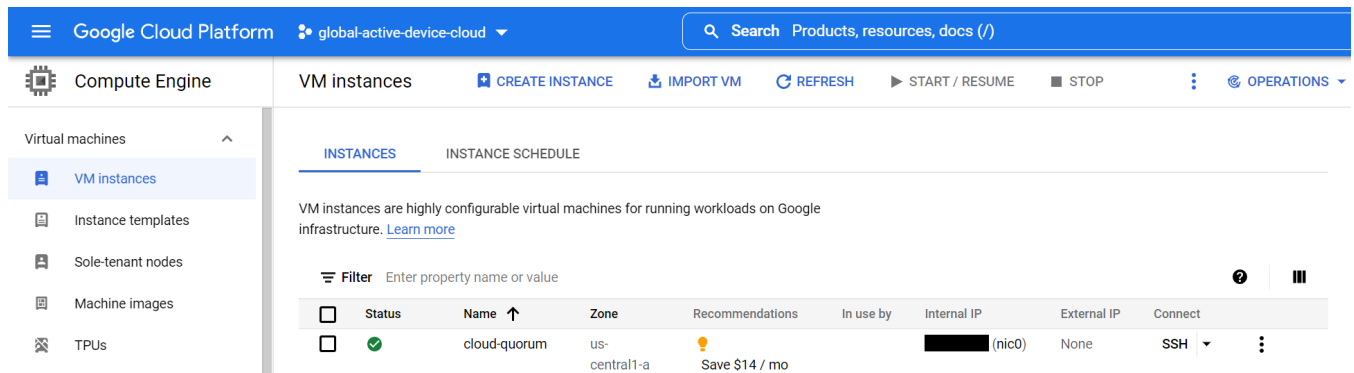 Google Cloud Platform global-active-device-cloud Search Products, resources, docs (/)
Compute Engine VM instances CREATE INSTANCE IMPORT VM REFRESH START / RESUME STOP OPERATIONS
Virtual machines
VM instances
Instance templates
Sole-tenant nodes
Machine images
TPUs
INSTANCES INSTANCE SCHEDULE
VM instances are highly configurable virtual machines for running workloads on Google
infrastructure. Learn more
Filter Enter property name or value
Status Name Zone Recommendations In use by Internal IP External IP Connect
cloud-quorum us- (nic0) None SSH
central1-a Save $14 / mo